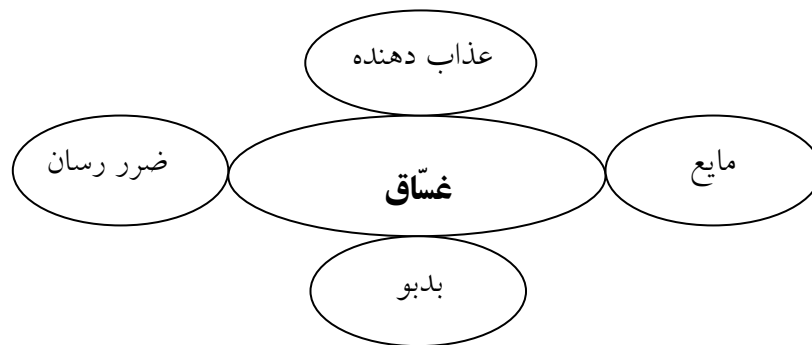 عذاب دهنده
مایع
غسّاق
ضرر رسان
بدبو